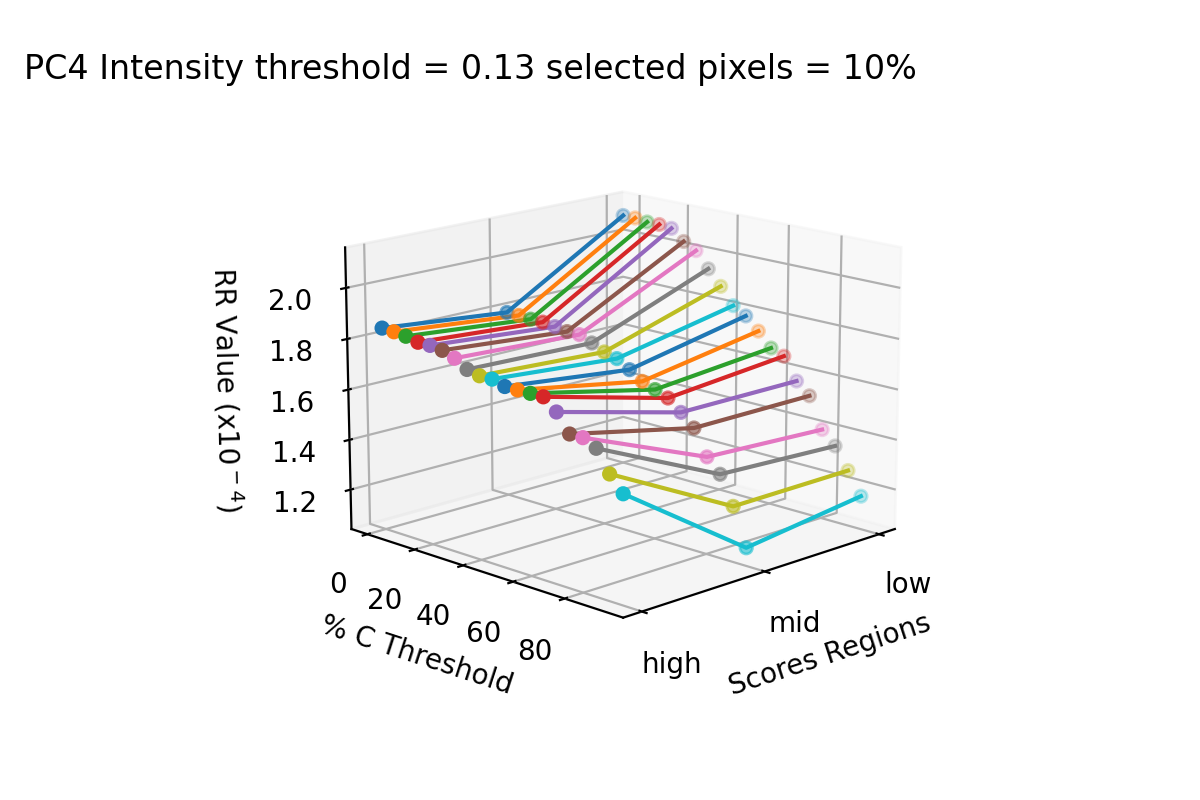 PC4 Intensity threshold = 0.13 selected pixels = 10%
RR Value (x10⁻⁴)
2.0
1.8
1.6
1.4
1.2
0
20
40
60
80
% C Threshold
high
mid
low
Scores Regions